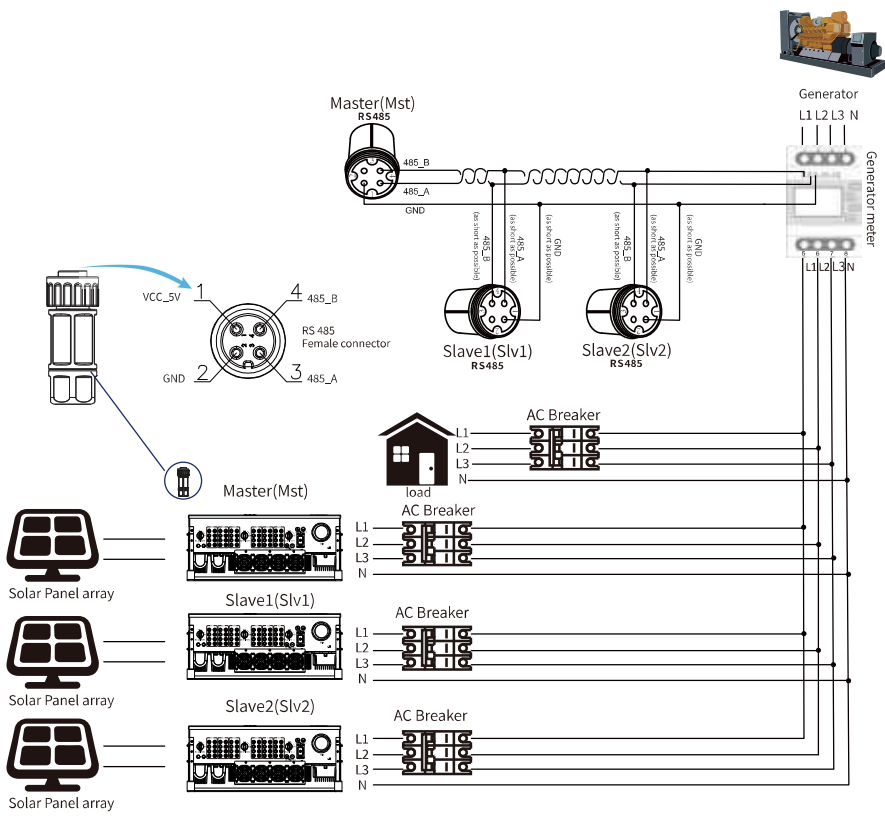 Generator
L1 L2 L3 N
Generator meter
Master(Mst)
RS485
485_B
485_A
GND
485_B
(as short as possible)
485_A
(as short as possible)
GND
(as short as possible)
485_B
(as short as possible)
485_A
(as short as possible)
GND
(as short as possible)
5 6 7 8
L1 L2 L3 N
VCC_5V 1
4 485_B
RS 485
Female connector
GND 2
3 485_A
Slave1(Slv1)
RS485
Slave2(Slv2)
RS485
AC Breaker
L1
L2
L3
N
load
Master(Mst)
AC Breaker
L1
L2
L3
N
Solar Panel array
Slave1(Slv1)
AC Breaker
L1
L2
L3
N
Solar Panel array
Slave2(Slv2)
AC Breaker
L1
L2
L3
N
Solar Panel array